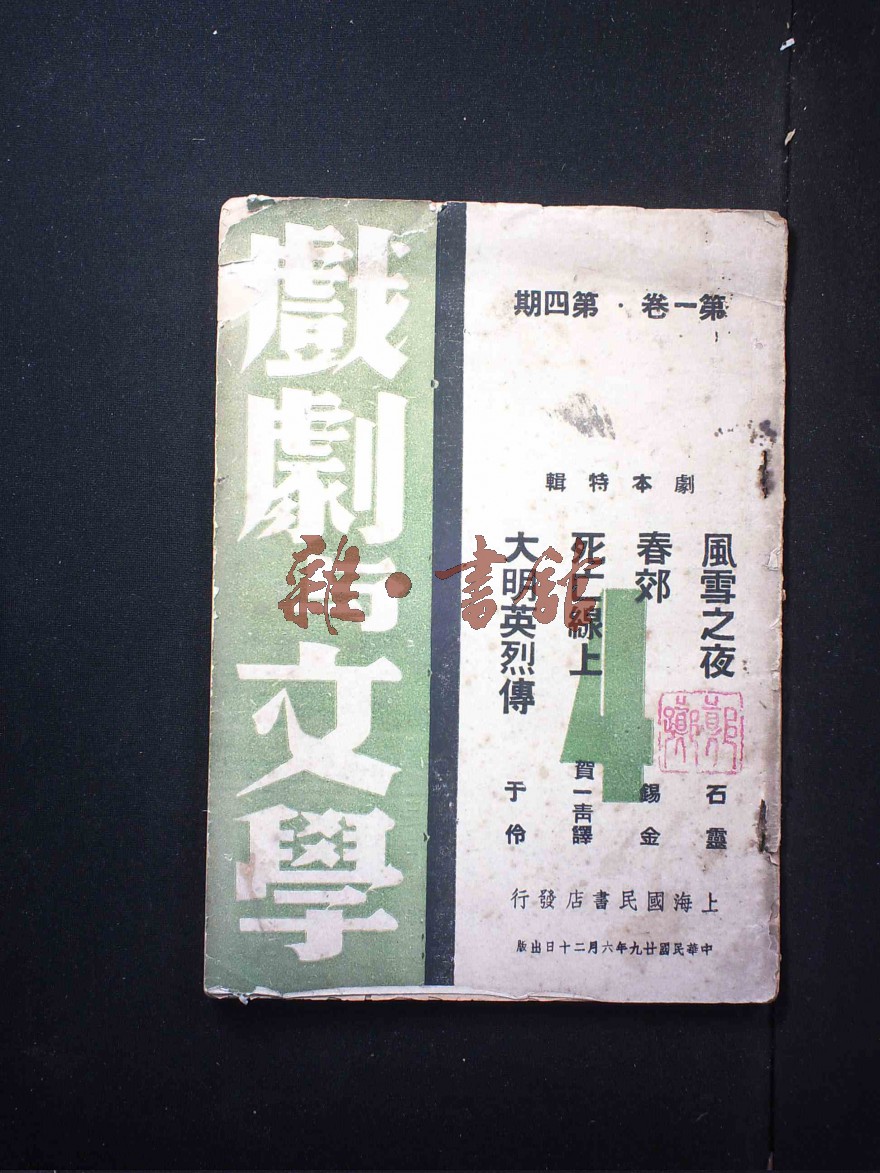 戲劇与文學
第一卷·第四期
劇本特輯
風雪之夜 石靈
春郊 錫金
死亡線上 賀一青譯
大明英烈傳 于伶
4
上海國民書店發行
中華民國廿九年六月二十日出版
雜·書館